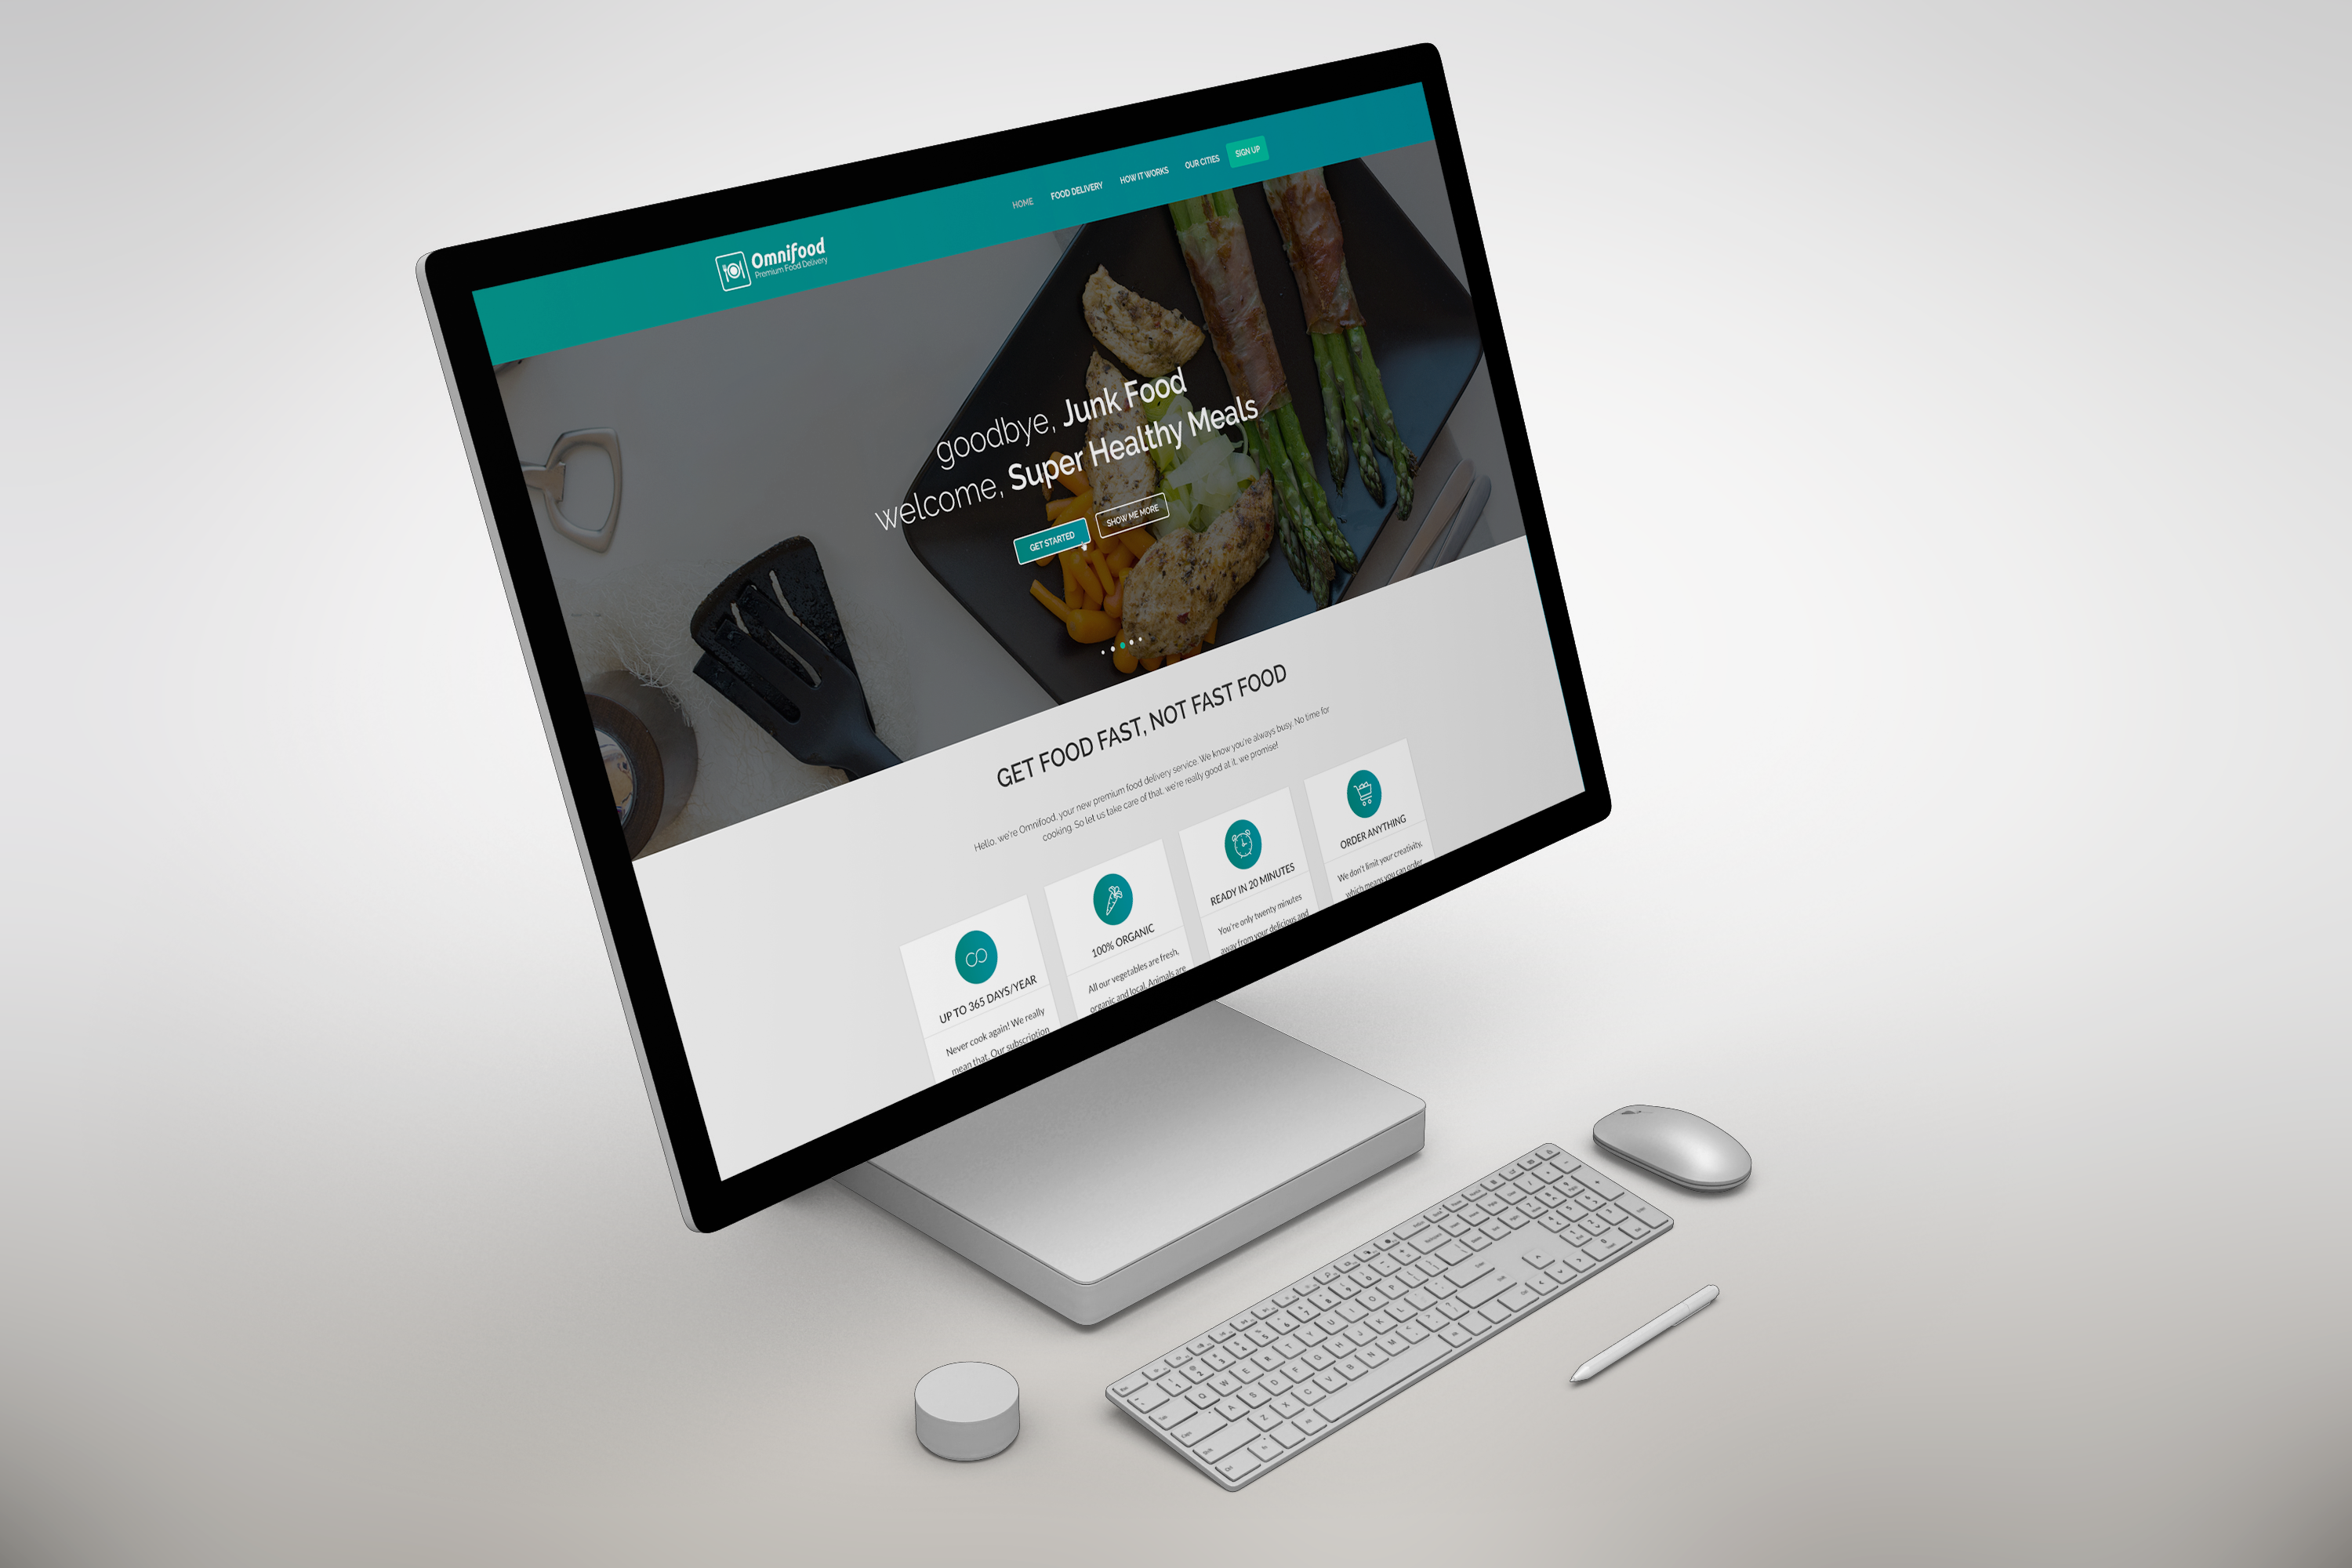 Omnifood
Premium Food Delivery
HOME
FOOD DELIVERY
HOW IT WORKS
OUR CITIES
SIGN UP
goodbye, Junk Food
welcome, Super Healthy Meals
GET STARTED
SHOW ME MORE
GET FOOD FAST, NOT FAST FOOD
Hello, we're Omnifood, your new premium food delivery service. We know you're always busy. No time for
cooking. So let us take care of that, we're really good at it, we promise!
UP TO 365 DAYS/YEAR
Never cook again! We really
mean that. Our subscription
100% ORGANIC
All our vegetables are fresh,
organic and local. Animals are
READY IN 20 MINUTES
You're only twenty minutes
away from your delicious and
ORDER ANYTHING
We don't limit your creativity,
which means you can order